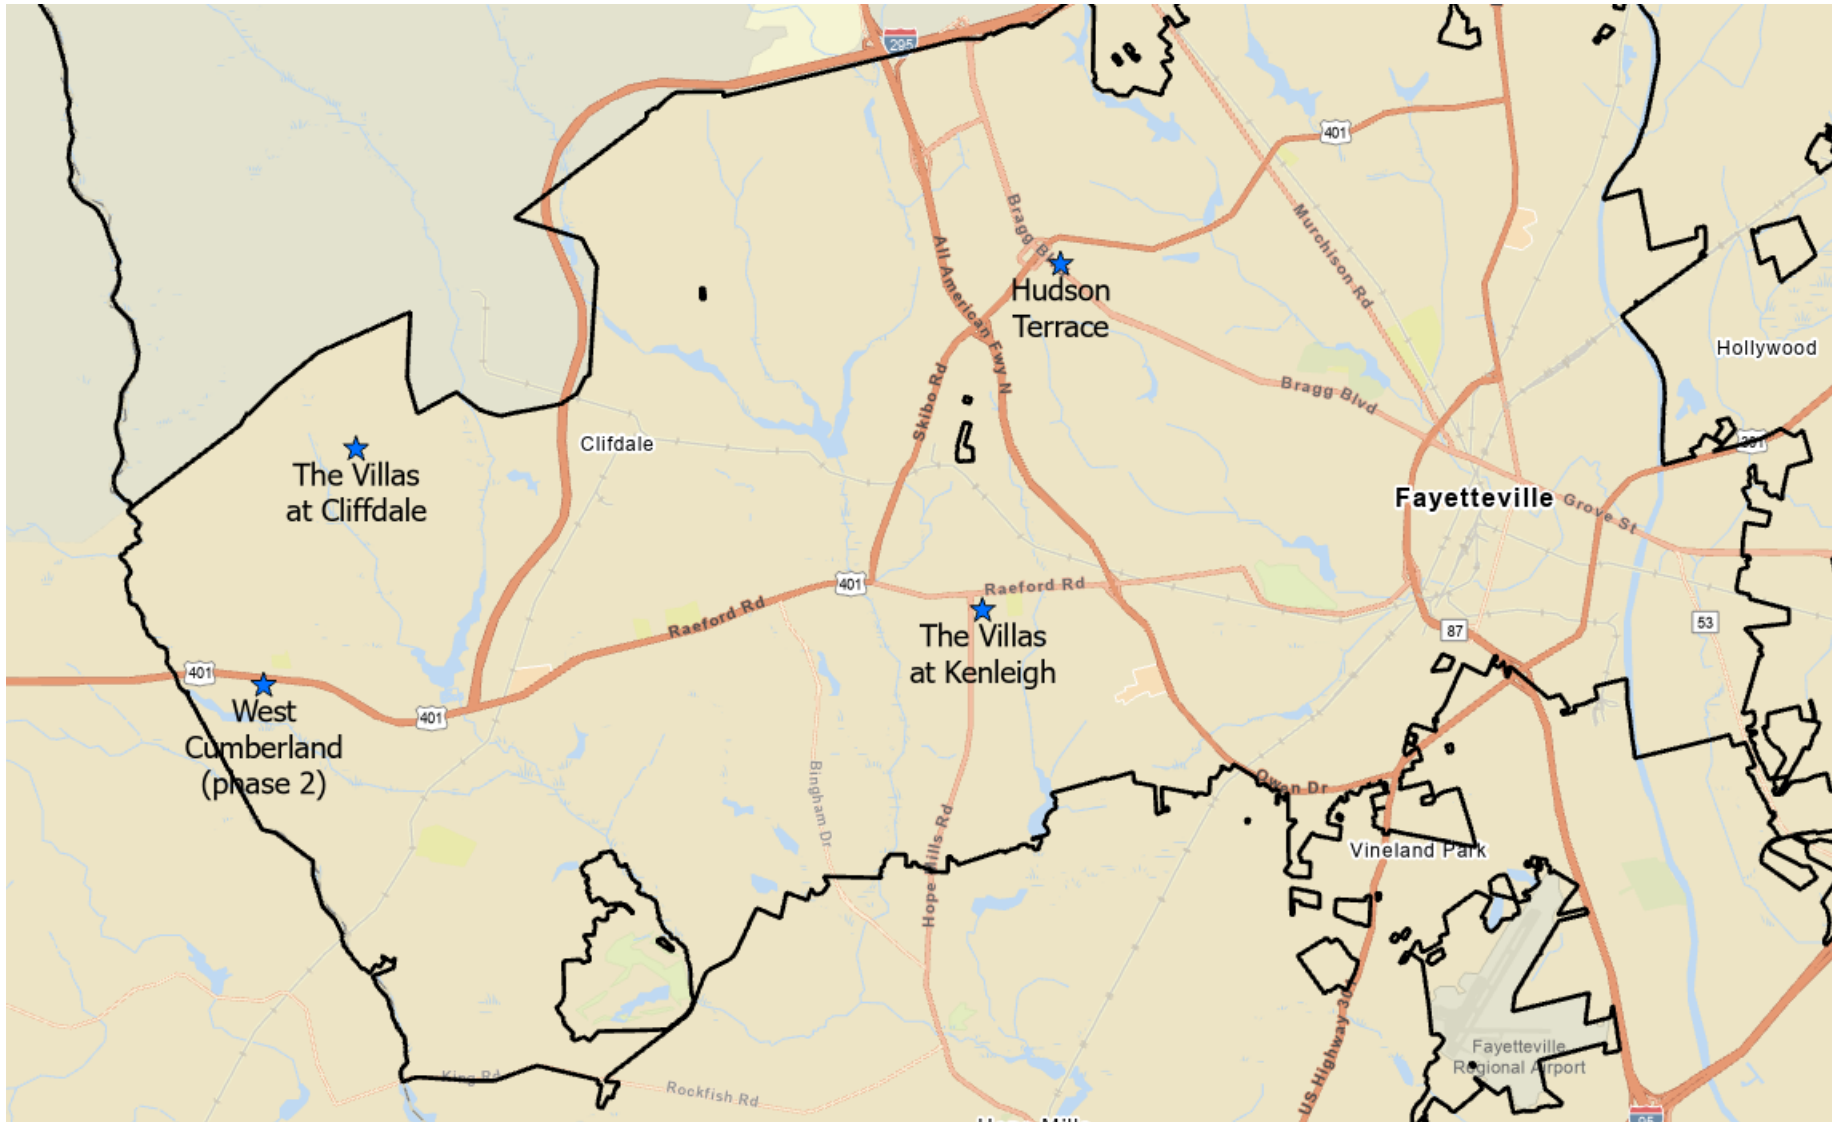 295
401
Bragg Bl
Murchison Rd
All American Fwy N
Hudson
Terrace
Hollywood
Skibo Rd
Bragg Blvd
Clifdale
The Villas
at Cliffdale
Fayetteville
Grove St
401
Raeford Rd
Raeford Rd
The Villas
at Kenleigh
87
53
401
401
West
Cumberland
(phase 2)
Bingham Dr
Owen Dr
Hope Mills Rd
Vineland Park
US Highway 301
Fayetteville
Regional Airport
King Rd
Rockfish Rd
95